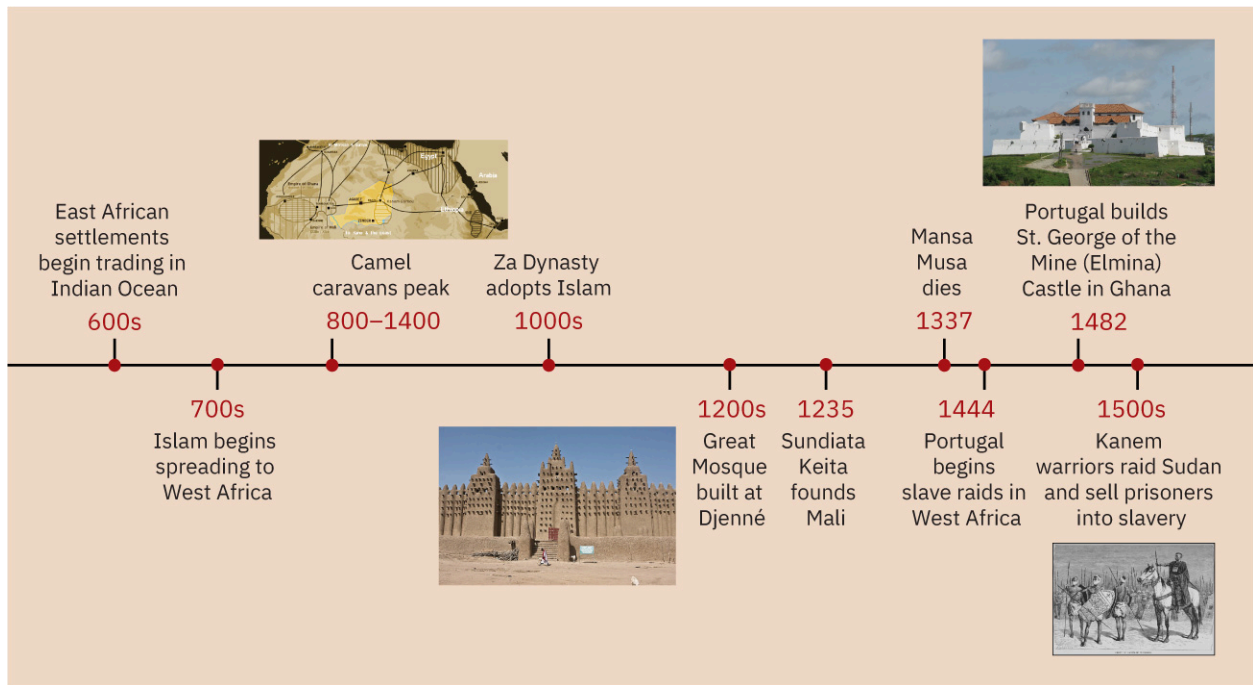 East African
settlements
begin trading in
Indian Ocean
600s
700s
Islam begins
spreading to
West Africa
Egypt
Arabia
Camel
caravans peak
800–1400
Za Dynasty
adopts Islam
1000s
1200s
Great
Mosque
built at
Djenné
1235
Sundiata
Keita
founds
Mali
Mansa
Musa
dies
1337
1444
Portugal
begins
slave raids in
West Africa
Portugal builds
St. George of the
Mine (Elmina)
Castle in Ghana
1482
1500s
Kanem
warriors raid Sudan
and sell prisoners
into slavery